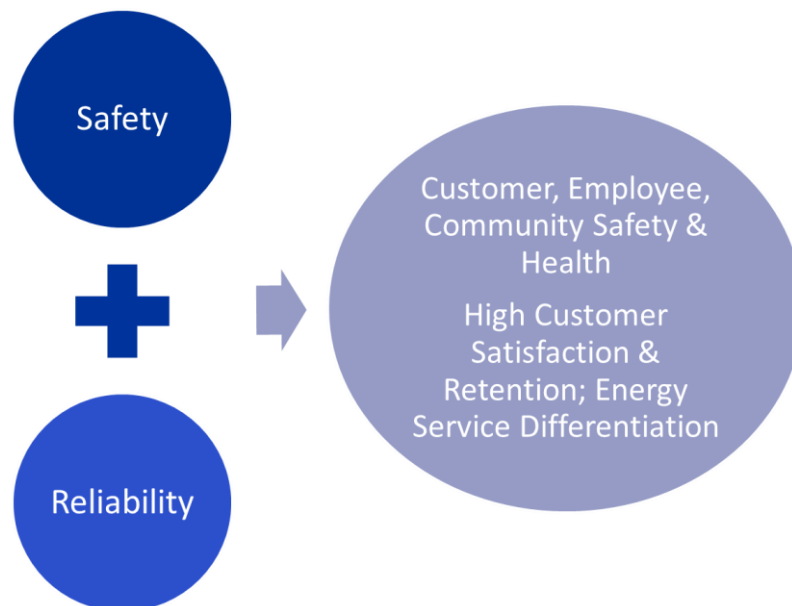 Safety
Reliability
Customer, Employee,
Community Safety &
Health
High Customer
Satisfaction &
Retention; Energy
Service Differentiation